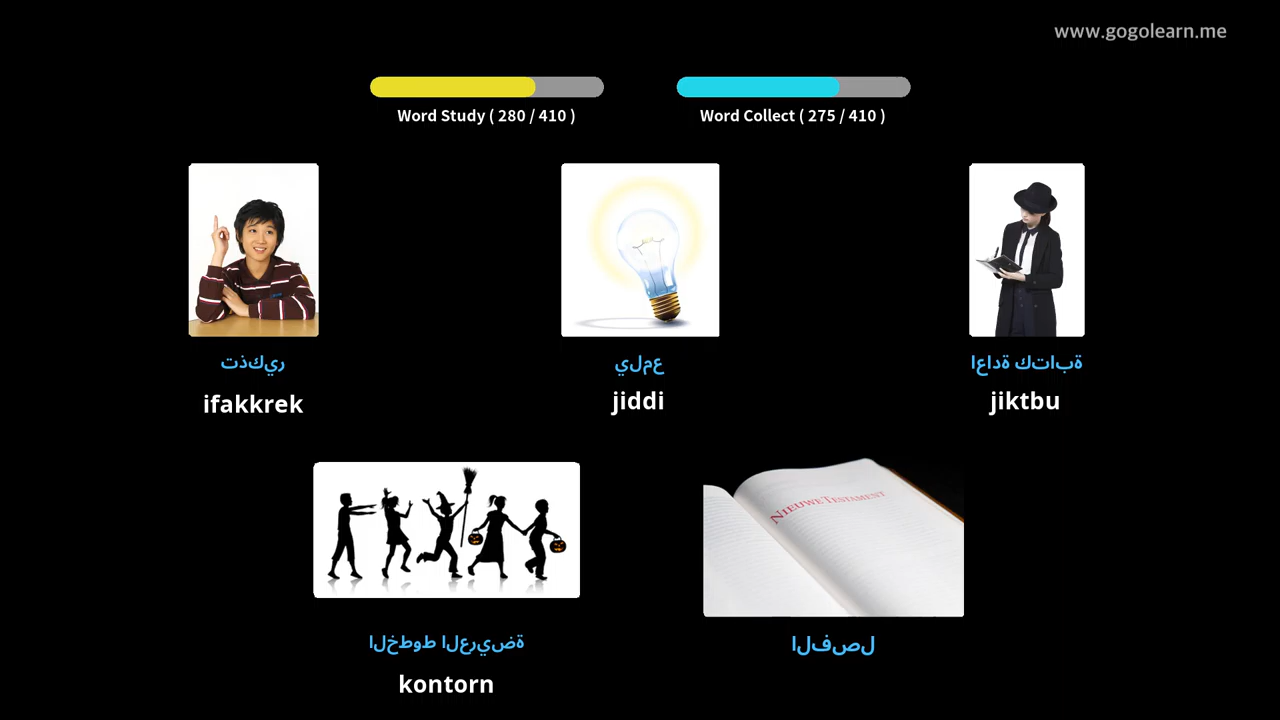 www.gogolearn.me
Word Study ( 280 / 410 )
Word Collect ( 275 / 410 )
تذكير
ifakkrek
يلمع
jiddi
اعادة كتابة
jiktbu
الخطوط العريضة
kontorn
NIEUWE TESTAMENT
الفصل